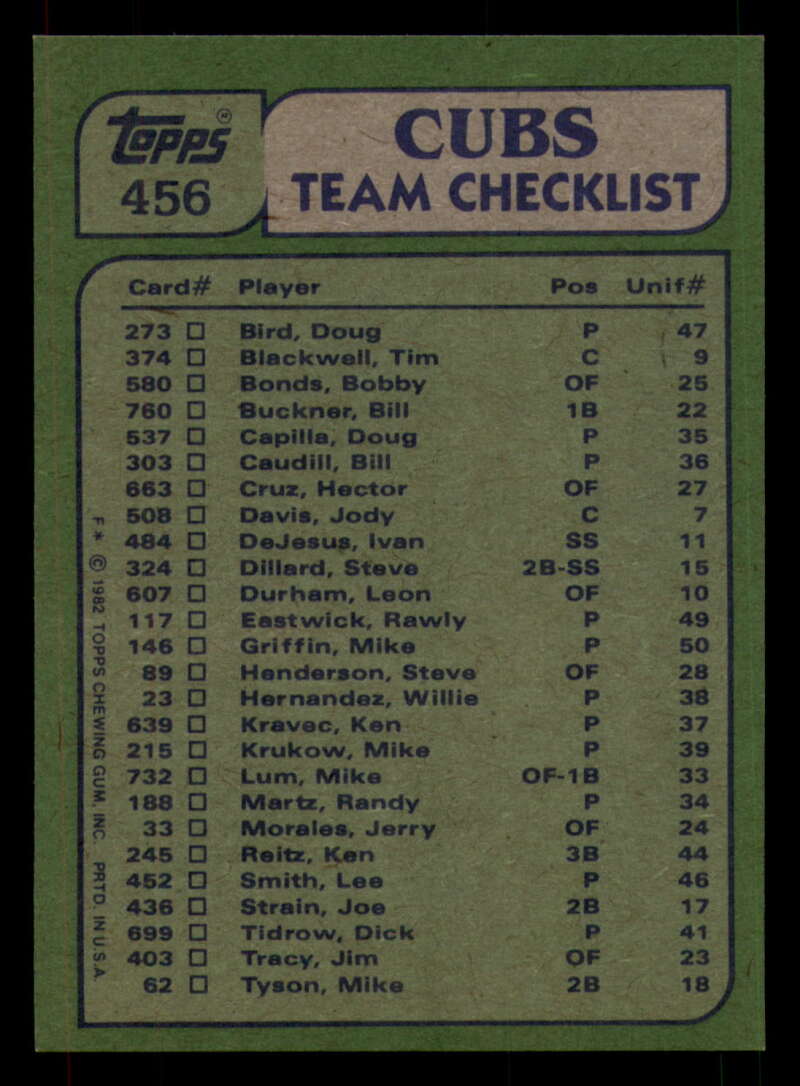 Topps®
456
CUBS
TEAM CHECKLIST
Card# Player Pos Unif#
273 □ Bird, Doug P 47
374 □ Blackwell, Tim C 9
580 □ Bonds, Bobby OF 25
760 □ Buckner, Bill 1B 22
537 □ Capilla, Doug P 35
303 □ Caudill, Bill P 36
663 □ Cruz, Hector OF 27
508 □ Davis, Jody C 7
484 □ DeJesus, Ivan SS 11
324 □ Dillard, Steve 2B-SS 15
607 □ Durham, Leon OF 10
117 □ Eastwick, Rawly P 49
146 □ Griffin, Mike P 50
89 □ Henderson, Steve OF 28
23 □ Hernandez, Willie P 38
639 □ Kravec, Ken P 37
215 □ Krukow, Mike P 39
732 □ Lum, Mike OF-1B 33
188 □ Martz, Randy P 34
33 □ Morales, Jerry OF 24
245 □ Reitz, Ken 3B 44
452 □ Smith, Lee P 46
436 □ Strain, Joe 2B 17
699 □ Tidrow, Dick P 41
403 □ Tracy, Jim OF 23
62 □ Tyson, Mike 2B 18
F * © 1982 TOPPS CHEWING GUM, INC. PRTD. IN U.S.A.